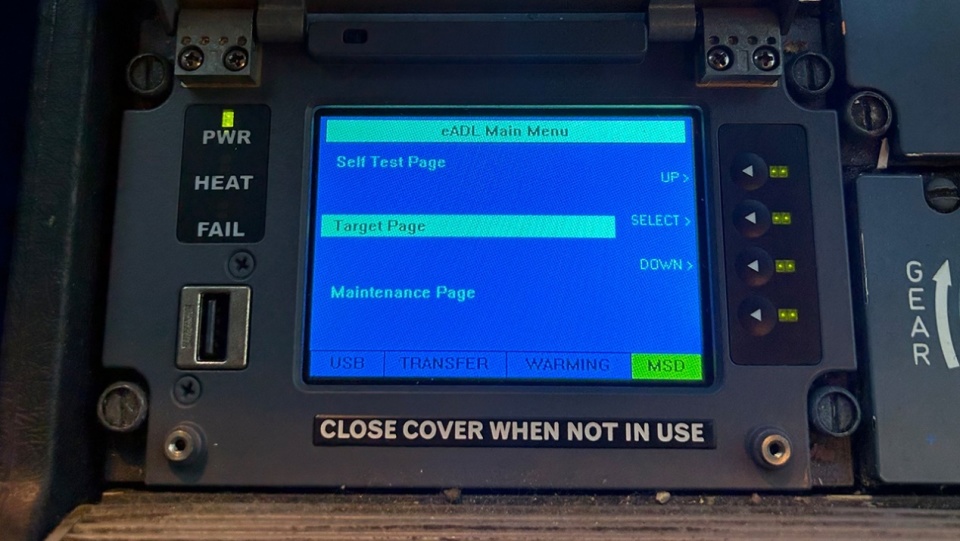 PWR
HEAT
FAIL
eADL Main Menu
Self Test Page
UP >
Target Page
SELECT >
DOWN >
Maintenance Page
USB TRANSFER WARMING MSD
CLOSE COVER WHEN NOT IN USE
GEAR